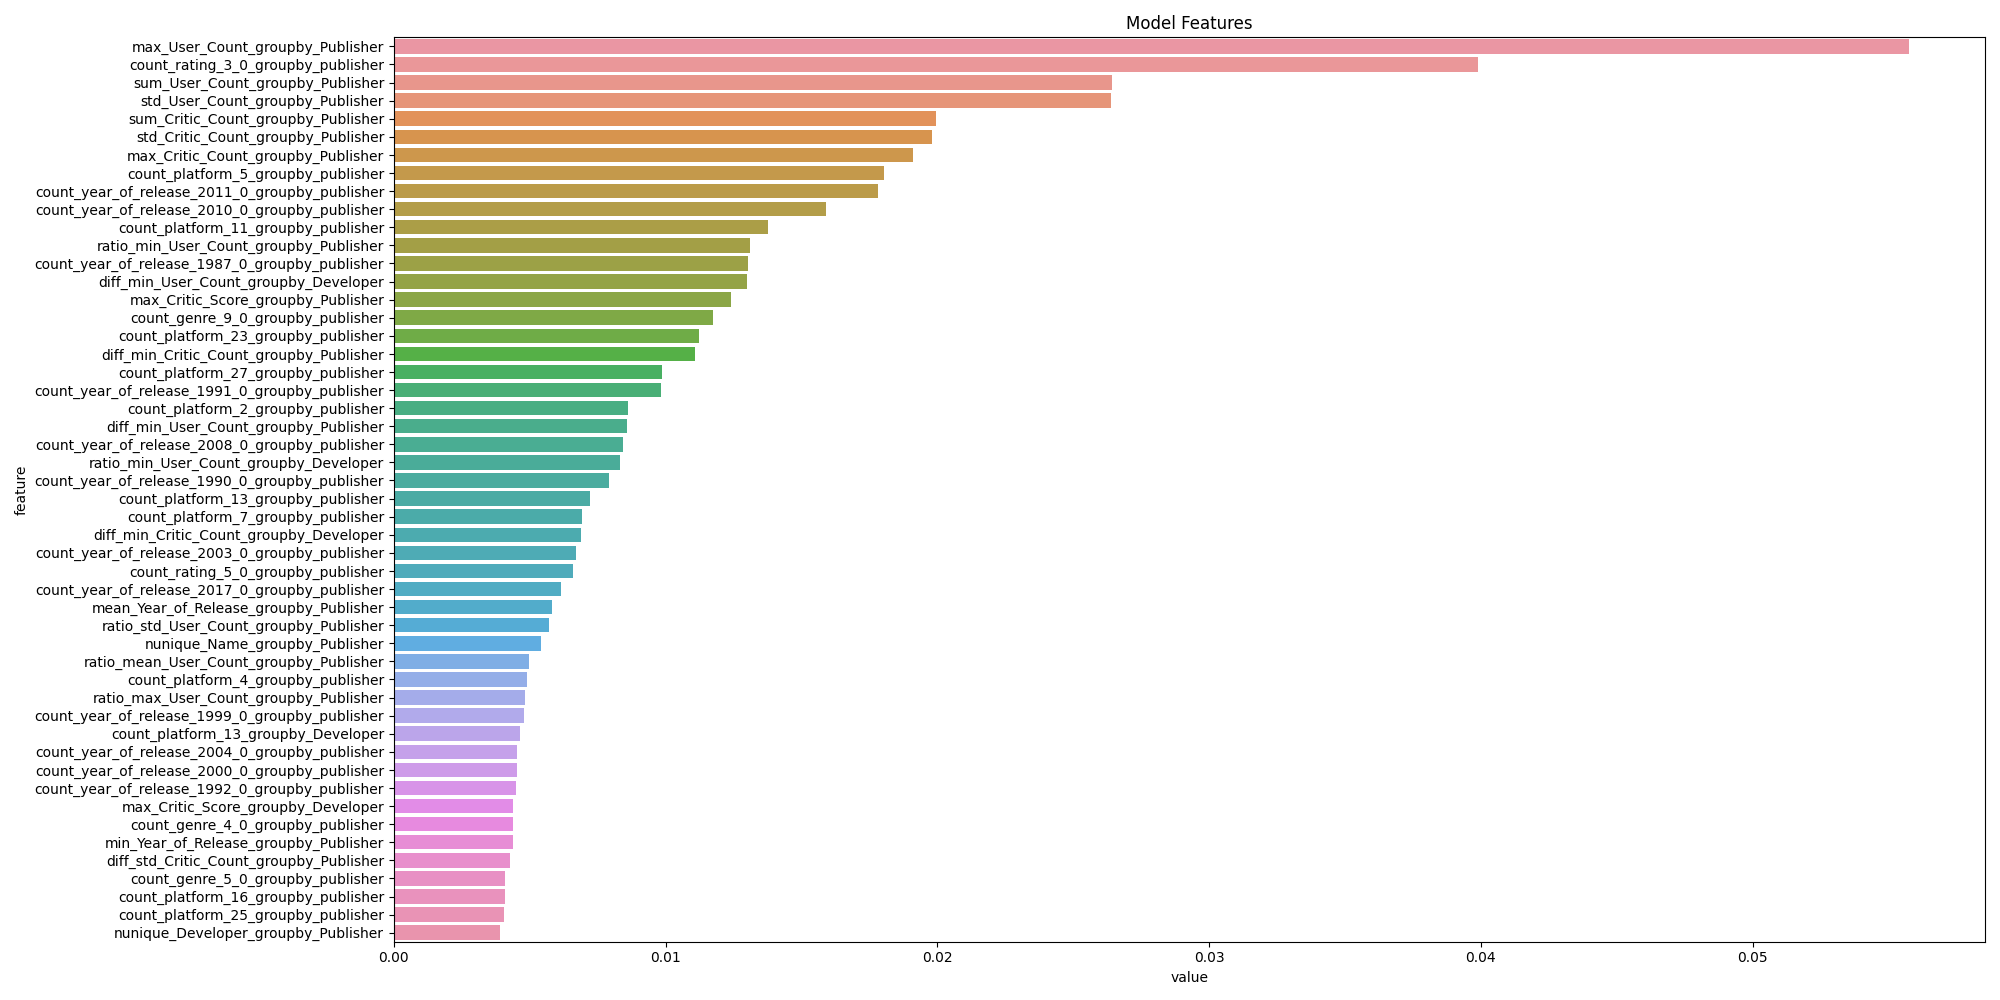 Model Features
max_User_Count_groupby_Publisher
count_rating_3_0_groupby_publisher
sum_User_Count_groupby_Publisher
std_User_Count_groupby_Publisher
sum_Critic_Count_groupby_Publisher
std_Critic_Count_groupby_Publisher
max_Critic_Count_groupby_Publisher
count_platform_5_groupby_publisher
count_year_of_release_2011_0_groupby_publisher
count_year_of_release_2010_0_groupby_publisher
count_platform_11_groupby_publisher
ratio_min_User_Count_groupby_Publisher
count_year_of_release_1987_0_groupby_publisher
diff_min_User_Count_groupby_Developer
max_Critic_Score_groupby_Publisher
count_genre_9_0_groupby_publisher
count_platform_23_groupby_publisher
diff_min_Critic_Count_groupby_Publisher
count_platform_27_groupby_publisher
count_year_of_release_1991_0_groupby_publisher
count_platform_2_groupby_publisher
diff_min_User_Count_groupby_Publisher
count_year_of_release_2008_0_groupby_publisher
ratio_min_User_Count_groupby_Developer
count_year_of_release_1990_0_groupby_publisher
count_platform_13_groupby_publisher
count_platform_7_groupby_publisher
diff_min_Critic_Count_groupby_Developer
count_year_of_release_2003_0_groupby_publisher
count_rating_5_0_groupby_publisher
count_year_of_release_2017_0_groupby_publisher
mean_Year_of_Release_groupby_Publisher
ratio_std_User_Count_groupby_Publisher
nunique_Name_groupby_Publisher
ratio_mean_User_Count_groupby_Publisher
count_platform_4_groupby_publisher
ratio_max_User_Count_groupby_Publisher
count_year_of_release_1999_0_groupby_publisher
count_platform_13_groupby_Developer
count_year_of_release_2004_0_groupby_publisher
count_year_of_release_2000_0_groupby_publisher
count_year_of_release_1992_0_groupby_publisher
max_Critic_Score_groupby_Developer
count_genre_4_0_groupby_publisher
min_Year_of_Release_groupby_Publisher
diff_std_Critic_Count_groupby_Publisher
count_genre_5_0_groupby_publisher
count_platform_16_groupby_publisher
count_platform_25_groupby_publisher
nunique_Developer_groupby_Publisher
feature
0.00 0.01 0.02 0.03 0.04 0.05
value